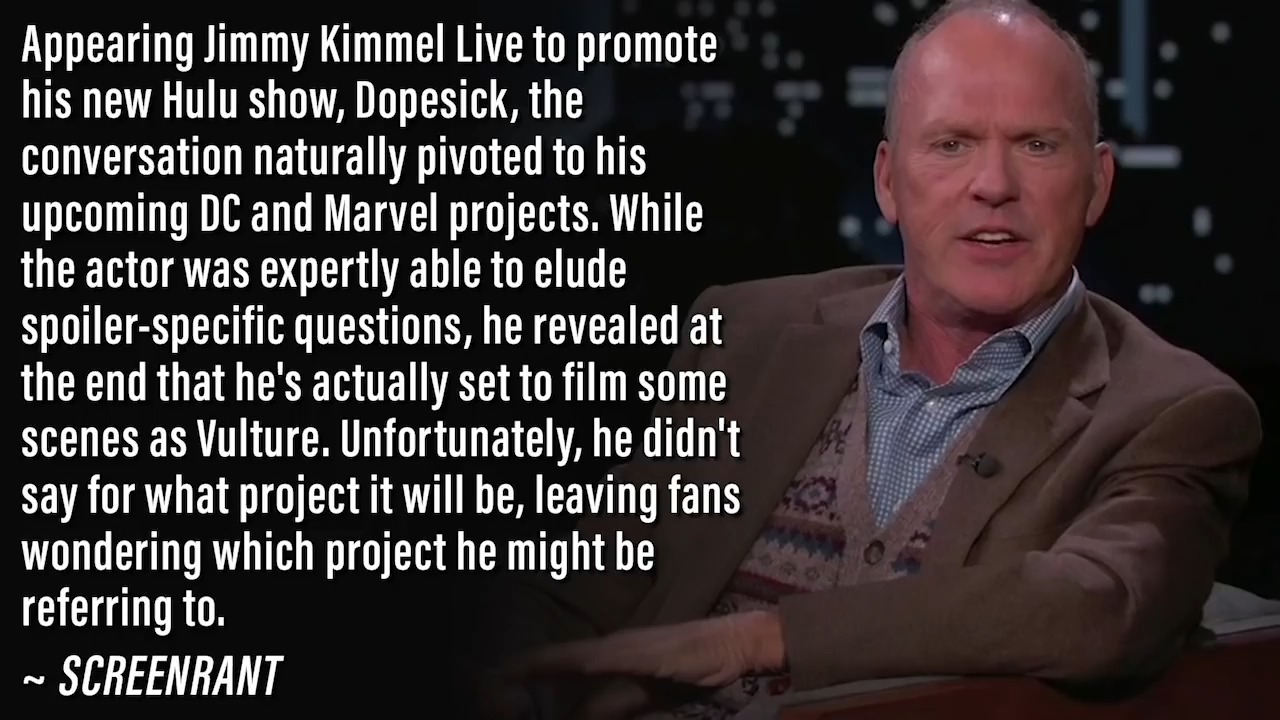 Appearing Jimmy Kimmel Live to promote
his new Hulu show, Dopesick, the
conversation naturally pivoted to his
upcoming DC and Marvel projects. While
the actor was expertly able to elude
spoiler-specific questions, he revealed at
the end that he's actually set to film some
scenes as Vulture. Unfortunately, he didn't
say for what project it will be, leaving fans
wondering which project he might be
referring to.
~ SCREENRANT